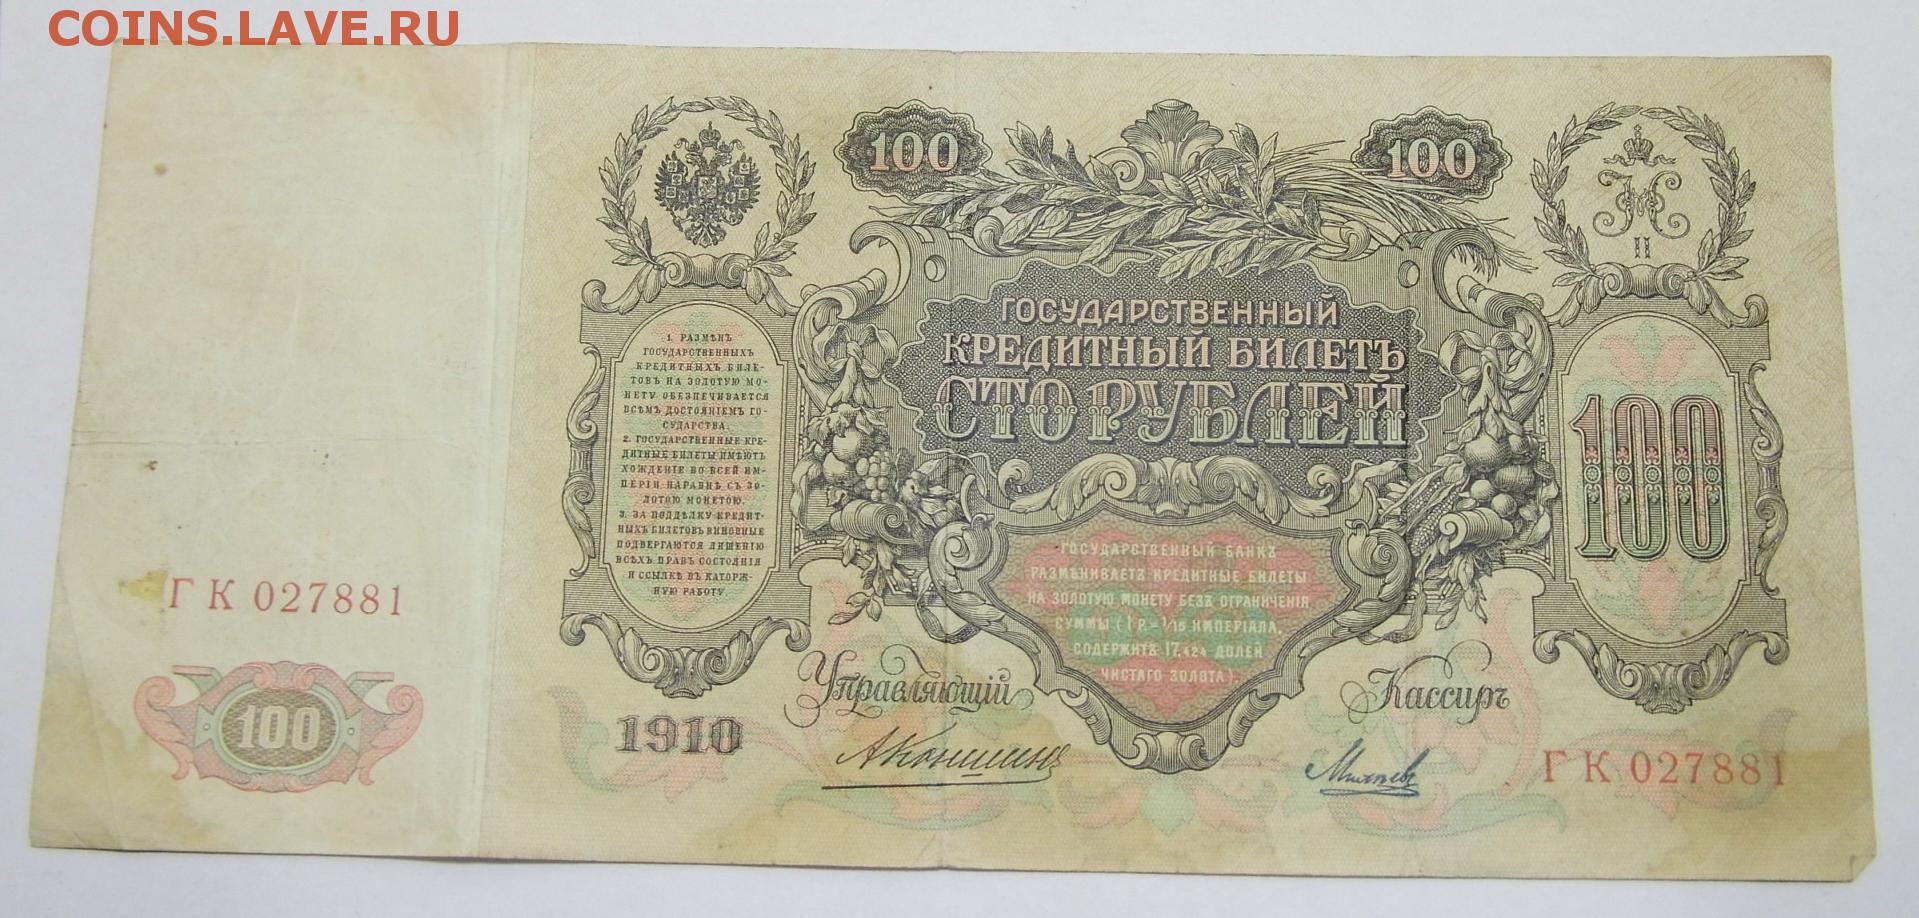 COINS.LAVE.RU
100
100
II
ГОСУДАРСТВЕННЫЙ
КРЕДИТНЫЙ БИЛЕТЪ
СТО РУБЛЕЙ
1. РАЗМѢНЪ
ГОСУДАРСТВЕННЫХЪ
КРЕДИТНЫХЪ БИЛЕ-
ТОВЪ НА ЗОЛОТУЮ МО-
НЕТУ ОБЕЗПЕЧИВАЕТСЯ
ВСѢМЪ ДОСТОЯНІЕМЪ ГО-
СУДАРСТВА.
2. ГОСУДАРСТВЕННЫЕ КРЕ-
ДИТНЫЕ БИЛЕТЫ ИМѢЮТЪ
ХОЖДЕНІЕ ВО ВСЕЙ ИМ-
ПЕРІИ НАРАВНѢ СЪ ЗО-
ЛОТОЮ МОНЕТОЮ.
3. ЗА ПОДДѢЛКУ КРЕДИТ-
НЫХЪ БИЛЕТОВЪ ВИНОВНЫЕ
ПОДВЕРГАЮТСЯ ЛИШЕНІЮ
ВСѢХЪ ПРАВЪ СОСТОЯНІЯ
И ССЫЛКѢ ВЪ КАТОРЖ-
НУЮ РАБОТУ.
100
ГОСУДАРСТВЕННЫЙ БАНКЪ
РАЗМѢНИВАЕТЪ КРЕДИТНЫЕ БИЛЕТЫ
НА ЗОЛОТУЮ МОНЕТУ БЕЗЪ ОГРАНИЧЕНІЯ
СУММЫ (1 Р.=1/15 ИМПЕРІАЛА,
СОДЕРЖИТЪ 17,424 ДОЛЕЙ
ЧИСТАГО ЗОЛОТА).
ГК 027881
100
Управляющій
Кассиръ
1910
АКоншинъ
ГК 027881